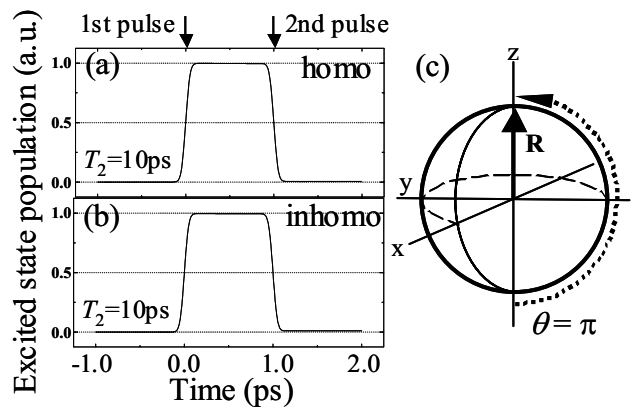 1st pulse
2nd pulse
Excited state population (a.u.)
(a)
homo
1.0
0.5
T2=10ps
0.0
(b)
inhomo
1.0
0.5
T2=10ps
0.0
-1.0
0.0
1.0
2.0
Time (ps)
(c)
z
R
y
x
θ = π